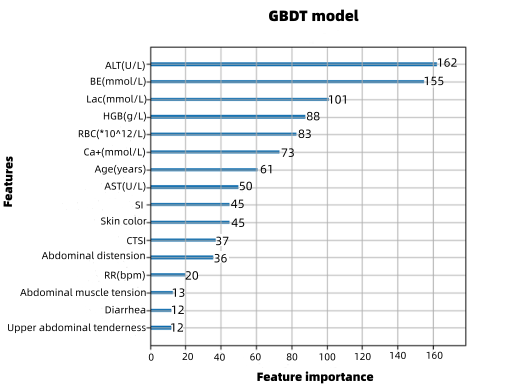 GBDT model
Features
ALT(U/L) 162
BE(mmol/L) 155
Lac(mmol/L) 101
HGB(g/L) 88
RBC(*10^12/L) 83
Ca+(mmol/L) 73
Age(years) 61
AST(U/L) 50
SI 45
Skin color 45
CTSI 37
Abdominal distension 36
RR(bpm) 20
Abdominal muscle tension 13
Diarrhea 12
Upper abdominal tenderness 12
0 20 40 60 80 100 120 140 160
Feature importance